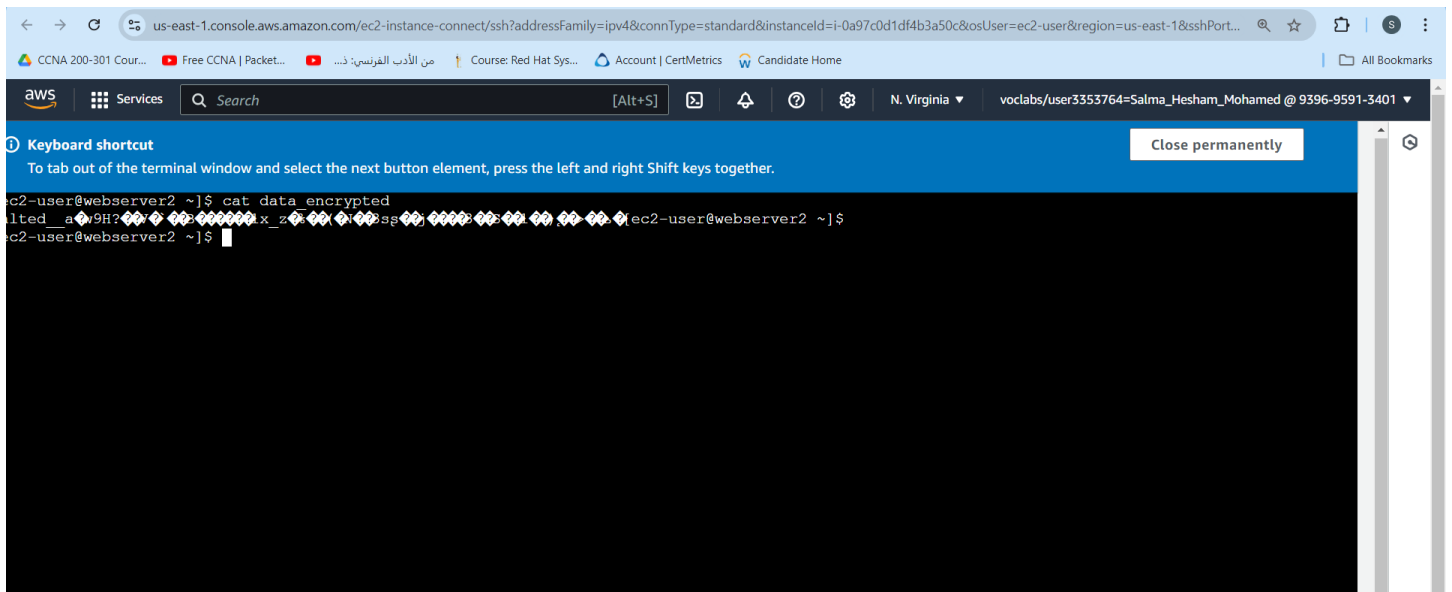 us-east-1.console.aws.amazon.com/ec2-instance-connect/ssh?addressFamily=ipv4&connType=standard&instanceId=i-0a97c0d1df4b3a50c&osUser=ec2-user&region=us-east-1&sshPort... S
CCNA 200-301 Cour... Free CCNA | Packet... من الأدب الفرنسي: ذ... Course: Red Hat Sys... Account | CertMetrics Candidate Home All Bookmarks
aws Services Search [Alt+S] N. Virginia voclabs/user3353764=Salma_Hesham_Mohamed @ 9396-9591-3401
Keyboard shortcut Close permanently
To tab out of the terminal window and select the next button element, press the left and right Shift keys together.
ec2-user@webserver2 ~]$ cat data_encrypted
lted__a [ec2-user@webserver2 ~]$
ec2-user@webserver2 ~]$